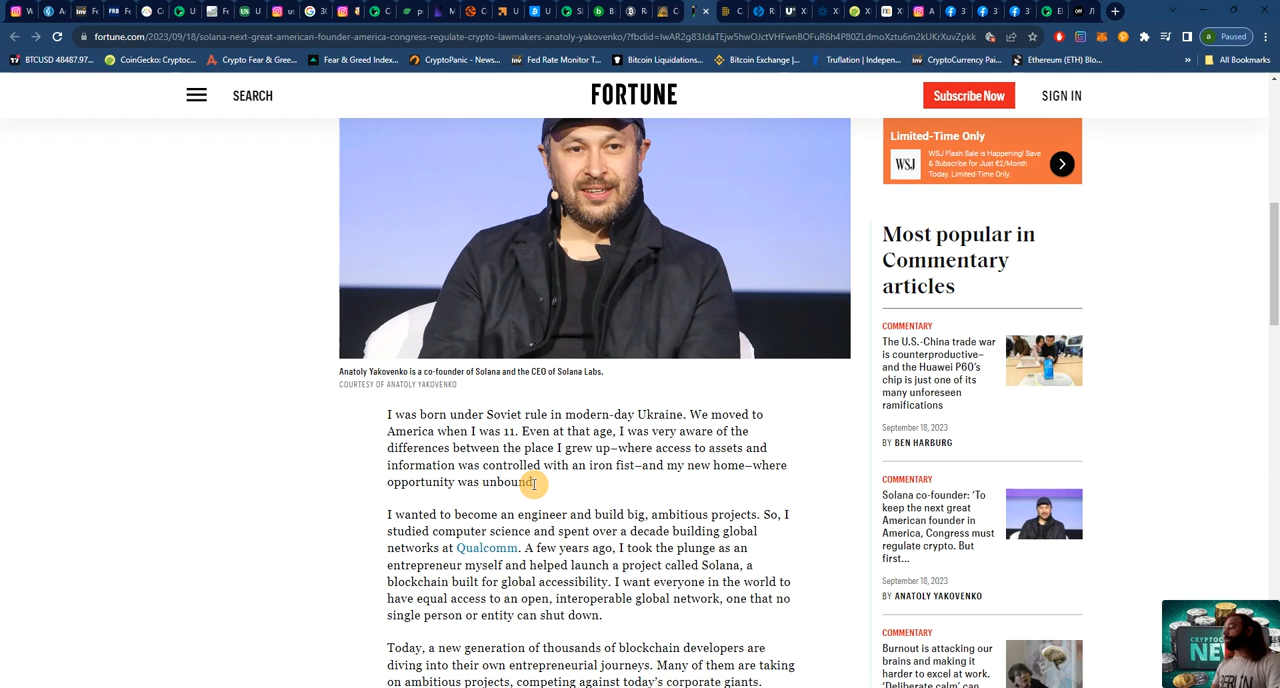 fortune.com/2023/09/18/solana-next-great-american-founder-america-congress-regulate-crypto-lawmakers-anatoly-yakovenko/?fbclid=IwAR2g83JdaTEjw5hwOJctVHFwnBOFuR6h4P80ZLdmoXztu6m2kUKrXuvZpkk
a Paused
BTCUSD 48487.97...
CoinGecko: Cryptoc...
Crypto Fear & Gree...
Fear & Greed Index...
CryptoPanic - News...
Fed Rate Monitor T...
Bitcoin Liquidations...
Bitcoin Exchange |...
Truflation | Indepen...
CryptoCurrency Pai...
Ethereum (ETH) Blo...
All Bookmarks
SEARCH
FORTUNE
Subscribe Now
SIGN IN
Limited-Time Only
WSJ
WSJ Flash Sale is Happening! Save
& Subscribe for Just €2/Month
Today. Limited-Time Only.
Anatoly Yakovenko is a co-founder of Solana and the CEO of Solana Labs.
COURTESY OF ANATOLY YAKOVENKO
I was born under Soviet rule in modern-day Ukraine. We moved to
America when I was 11. Even at that age, I was very aware of the
differences between the place I grew up–where access to assets and
information was controlled with an iron fist–and my new home–where
opportunity was unbound.
I wanted to become an engineer and build big, ambitious projects. So, I
studied computer science and spent over a decade building global
networks at Qualcomm. A few years ago, I took the plunge as an
entrepreneur myself and helped launch a project called Solana, a
blockchain built for global accessibility. I want everyone in the world to
have equal access to an open, interoperable global network, one that no
single person or entity can shut down.
Today, a new generation of thousands of blockchain developers are
diving into their own entrepreneurial journeys. Many of them are taking
on ambitious projects, competing against today's corporate giants.
Most popular in
Commentary
articles
COMMENTARY
The U.S.-China trade war
is counterproductive–
and the Huawei P60's
chip is just one of its
many unforeseen
ramifications
September 18, 2023
BY BEN HARBURG
COMMENTARY
Solana co-founder: 'To
keep the next great
American founder in
America, Congress must
regulate crypto. But
first...
September 18, 2023
BY ANATOLY YAKOVENKO
COMMENTARY
Burnout is attacking our
brains and making it
harder to excel at work.
'Deliberate calm' can